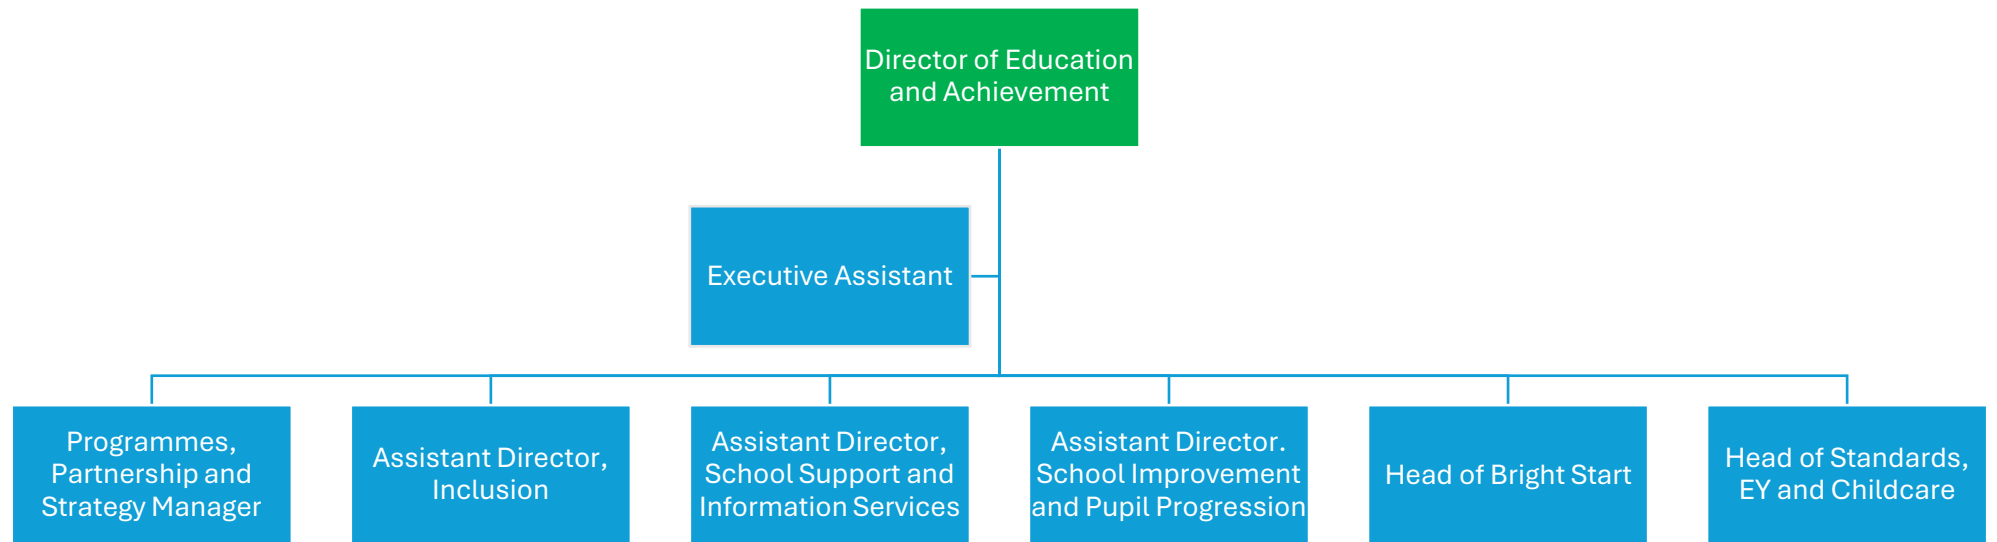 Director of Education
and Achievement
Executive Assistant
Programmes,
Partnership and
Strategy Manager
Assistant Director,
Inclusion
Assistant Director,
School Support and
Information Services
Assistant Director.
School Improvement
and Pupil Progression
Head of Bright Start
Head of Standards,
EY and Childcare